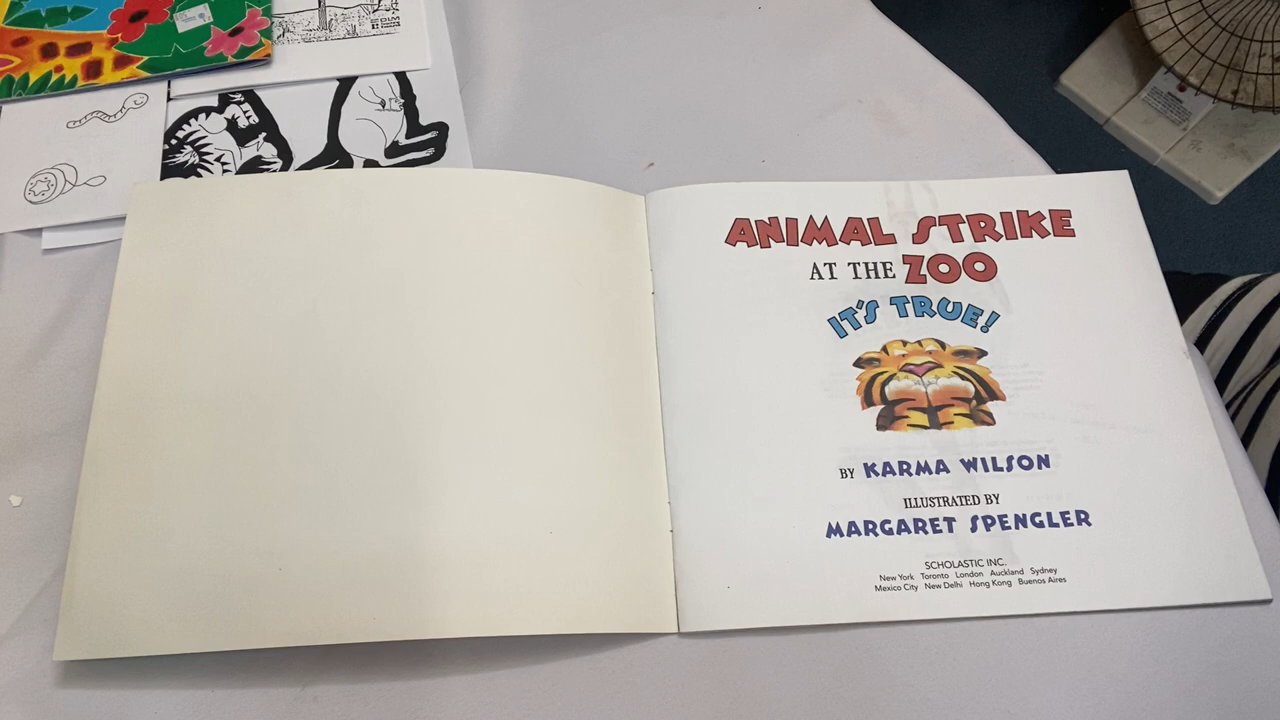 ANIMAL STRIKE
AT THE ZOO
IT'S TRUE!
BY KARMA WILSON
ILLUSTRATED BY
MARGARET SPENGLER
SCHOLASTIC INC.
New York Toronto London Auckland Sydney
Mexico City New Delhi Hong Kong Buenos Aires
DLM